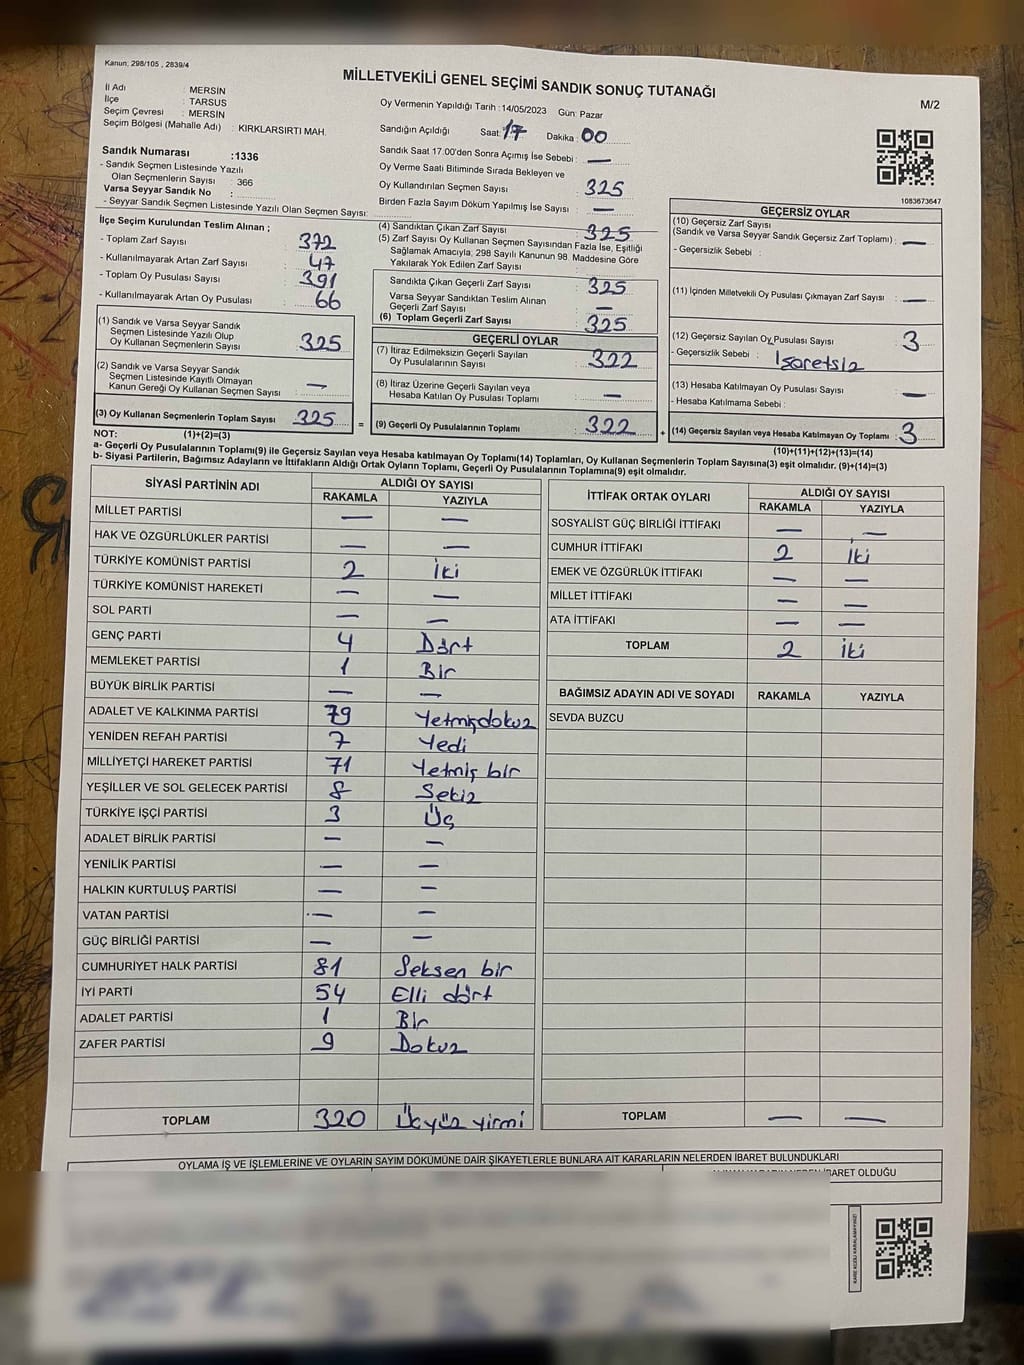 Kanun; 298/105 , 2839/4
MİLLETVEKİLİ GENEL SEÇİMİ SANDIK SONUÇ TUTANAĞI
M/2
İl Adı : MERSİN
İlçe : TARSUS
Seçim Çevresi : MERSİN
Seçim Bölgesi (Mahalle Adı) : KIRKLARSIRTI MAH.
Oy Vermenin Yapıldığı Tarih :14/05/2023 Gün: Pazar
Sandığın Açıldığı Saat: 17 Dakika: 00
Sandık Saat 17.00'den Sonra Açımış İse Sebebi : —
Oy Verme Saati Bitiminde Sırada Bekleyen ve
Oy Kullandırılan Seçmen Sayısı : 325
Birden Fazla Sayım Döküm Yapılmış İse Sayısı : —
Sandık Numarası :1336
- Sandık Seçmen Listesinde Yazılı
Olan Seçmenlerin Sayısı : 366
Varsa Seyyar Sandık No :
- Seyyar Sandık Seçmen Listesinde Yazılı Olan Seçmen Sayısı:
1083673647
İlçe Seçim Kurulundan Teslim Alınan ;
- Toplam Zarf Sayısı : 372
- Kullanılmayarak Artan Zarf Sayısı : 47
- Toplam Oy Pusulası Sayısı : 391
- Kullanılmayarak Artan Oy Pusulası : 66
(1) Sandık ve Varsa Seyyar Sandık
Seçmen Listesinde Yazılı Olup
Oy Kullanan Seçmenlerin Sayısı : 325
(2) Sandık ve Varsa Seyyar Sandık
Seçmen Listesinde Kayıtlı Olmayan
Kanun Gereği Oy Kullanan Seçmen Sayısı : —
(3) Oy Kullanan Seçmenlerin Toplam Sayısı : 325 =
(1)+(2)=(3)
(4) Sandıktan Çıkan Zarf Sayısı : 325
(5) Zarf Sayısı Oy Kullanan Seçmen Sayısından Fazla İse, Eşitliği
Sağlamak Amacıyla; 298 Sayılı Kanunun 98. Maddesine Göre
Yakılarak Yok Edilen Zarf Sayısı :
Sandıkta Çıkan Geçerli Zarf Sayısı : 325
Varsa Seyyar Sandıktan Teslim Alınan
Geçerli Zarf Sayısı : —
(6) Toplam Geçerli Zarf Sayısı : 325
GEÇERLİ OYLAR
(7) İtiraz Edilmeksizin Geçerli Sayılan
Oy Pusulalarının Sayısı : 322
(8) İtiraz Üzerine Geçerli Sayılan veya
Hesaba Katılan Oy Pusulası Toplamı : —
(9) Geçerli Oy Pusulalarının Toplamı : 322 +
GEÇERSİZ OYLAR
(10) Geçersiz Zarf Sayısı
(Sandık ve Varsa Seyyar Sandık Geçersiz Zarf Toplamı) : —
- Geçersizlik Sebebi :
(11) İçinden Milletvekili Oy Pusulası Çıkmayan Zarf Sayısı : —
(12) Geçersiz Sayılan Oy Pusulası Sayısı : 3
- Geçersizlik Sebebi : İşaretsiz
(13) Hesaba Katılmayan Oy Pusulası Sayısı : —
- Hesaba Katılmama Sebebi :
(14) Geçersiz Sayılan veya Hesaba Katılmayan Oy Toplamı : 3
(10)+(11)+(12)+(13)=(14)
NOT:
a- Geçerli Oy Pusulalarının Toplamı(9) ile Geçersiz Sayılan veya Hesaba katılmayan Oy Toplamı(14) Toplamları, Oy Kullanan Seçmenlerin Toplam Sayısına(3) eşit olmalıdır. (9)+(14)=(3)
b- Siyasi Partilerin, Bağımsız Adayların ve İttifakların Aldığı Ortak Oyların Toplamı, Geçerli Oy Pusulalarının Toplamına(9) eşit olmalıdır.
SİYASİ PARTİNİN ADI ALDIĞI OY SAYISI
RAKAMLA YAZIYLA
MİLLET PARTİSİ — —
HAK VE ÖZGÜRLÜKLER PARTİSİ — —
TÜRKİYE KOMÜNİST PARTİSİ 2 İki
TÜRKİYE KOMÜNİST HAREKETİ — —
SOL PARTİ — —
GENÇ PARTİ 4 Dört
MEMLEKET PARTİSİ 1 Bir
BÜYÜK BİRLİK PARTİSİ — —
ADALET VE KALKINMA PARTİSİ 79 Yetmişdokuz
YENİDEN REFAH PARTİSİ 7 Yedi
MİLLİYETÇİ HAREKET PARTİSİ 71 Yetmiş bir
YEŞİLLER VE SOL GELECEK PARTİSİ 8 Sekiz
TÜRKİYE İŞÇİ PARTİSİ 3 Üç
ADALET BİRLİK PARTİSİ — —
YENİLİK PARTİSİ — —
HALKIN KURTULUŞ PARTİSİ — —
VATAN PARTİSİ — —
GÜÇ BİRLİĞİ PARTİSİ — —
CUMHURİYET HALK PARTİSİ 81 Seksen bir
İYİ PARTİ 54 Elli dört
ADALET PARTİSİ 1 Bir
ZAFER PARTİSİ 9 Dokuz
TOPLAM 320 Üçyüz yirmi
İTTİFAK ORTAK OYLARI ALDIĞI OY SAYISI
RAKAMLA YAZIYLA
SOSYALİST GÜÇ BİRLİĞİ İTTİFAKI — —
CUMHUR İTTİFAKI 2 İki
EMEK VE ÖZGÜRLÜK İTTİFAKI — —
MİLLET İTTİFAKI — —
ATA İTTİFAKI — —
TOPLAM 2 İki
BAĞIMSIZ ADAYIN ADI VE SOYADI RAKAMLA YAZIYLA
SEVDA BUZCU
TOPLAM — —
OYLAMA İŞ VE İŞLEMLERİNE VE OYLARIN SAYIM DÖKÜMÜNE DAİR ŞİKAYETLERLE BUNLARA AİT KARARLARIN NELERDEN İBARET BULUNDUKLARI
İBARET OLDUĞU